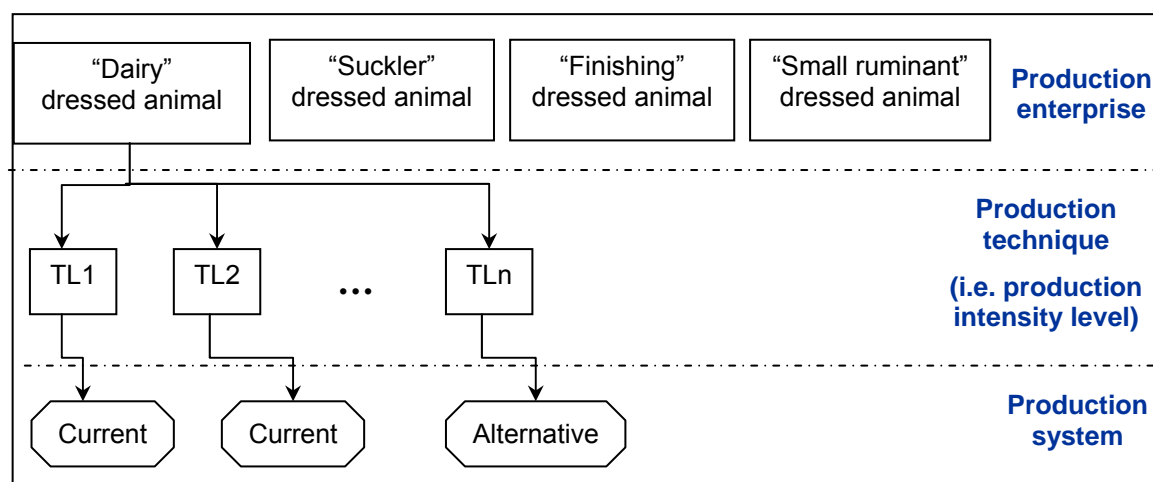 “Dairy”
dressed animal
“Suckler”
dressed animal
“Finishing”
dressed animal
“Small ruminant”
dressed animal
Production
enterprise
TL1
TL2
...
TLn
Production
technique
(i.e. production
intensity level)
Current
Current
Alternative
Production
system